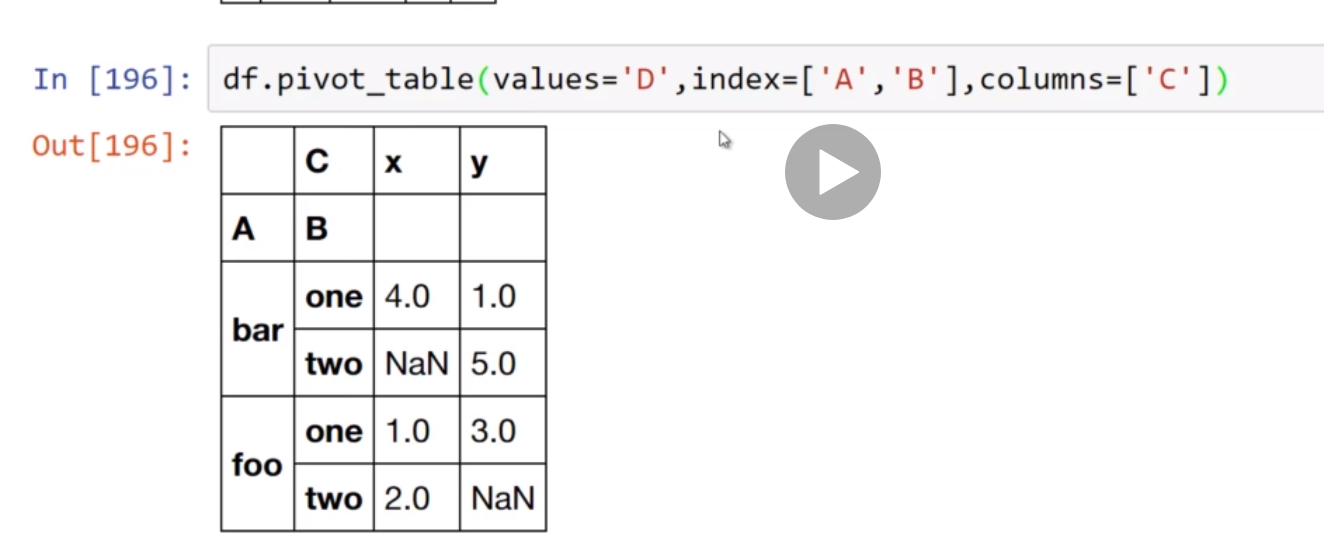 In [196]: df.pivot_table(values='D',index=['A','B'],columns=['C'])
Out[196]:
C x y
A B
bar one 4.0 1.0
two NaN 5.0
foo one 1.0 3.0
two 2.0 NaN